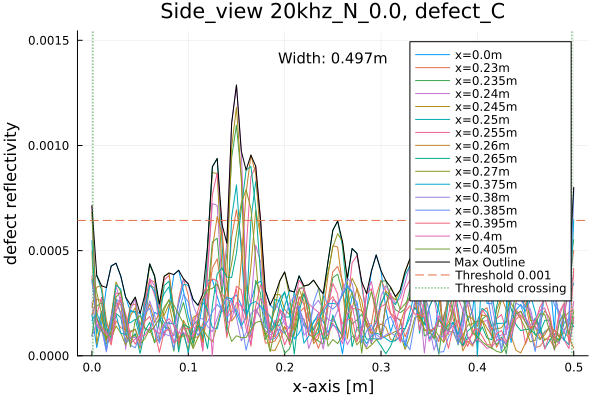 Side_view 20khz_N_0.0, defect_C
Width: 0.497m
x=0.0m
x=0.23m
x=0.235m
x=0.24m
x=0.245m
x=0.25m
x=0.255m
x=0.26m
x=0.265m
x=0.27m
x=0.375m
x=0.38m
x=0.385m
x=0.395m
x=0.4m
x=0.405m
Max Outline
Threshold 0.001
Threshold crossing
defect reflectivity
0.0015
0.0010
0.0005
0.0000
0.0
0.1
0.2
0.3
0.4
0.5
x-axis [m]